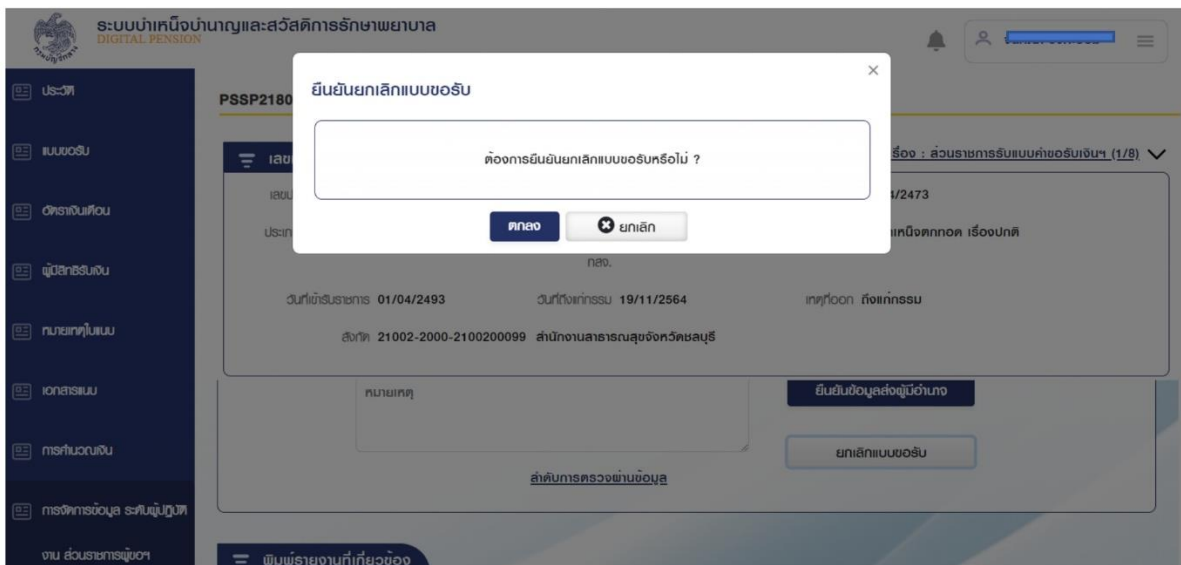 ระบบบำเหน็จบำนาญและสวัสดิการรักษาพยาบาล
DIGITAL PENSION
กรมบัญชีกลาง
×
ยืนยันยกเลิกแบบขอรับ
ต้องการยืนยันยกเลิกแบบขอรับหรือไม่ ?
ตกลง ยกเลิก
ประวัติ
แบบขอรับ
อัตราเงินเดือน
ผู้มีสิทธิรับเงิน
หมายเหตุในแบบ
เอกสารแบบ
การคำนวณเงิน
การจัดการข้อมูล ระดับผู้ปฏิบัติ
งาน ส่วนราชการผู้ขอฯ
PSSP2180
เรื่อง : ส่วนราชการรับแบบคำขอรับเงินฯ (1/8)
/2473
เหน็จตกทอด เรื่องปกติ
กสจ.
วันที่เข้ารับราชการ 01/04/2493 วันที่ถึงแก่กรรม 19/11/2564 เหตุที่ออก ถึงแก่กรรม
สังกัด 21002-2000-2100200099 สำนักงานสาธารณสุขจังหวัดชลบุรี
หมายเหตุ
ยืนยันข้อมูลส่งผู้มีอำนาจ
ยกเลิกแบบขอรับ
ลำดับการตรวจผ่านข้อมูล
พิมพ์รายงานที่เกี่ยวข้อง